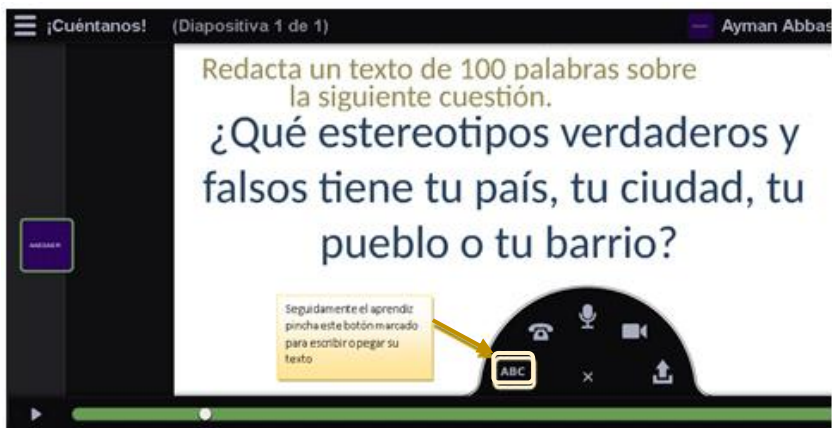 ¡Cuéntanos! (Diapositiva 1 de 1) Ayman Abbas
Redacta un texto de 100 palabras sobre
la siguiente cuestión.
¿Qué estereotipos verdaderos y
falsos tiene tu país, tu ciudad, tu
pueblo o tu barrio?
Seguidamente el aprendiz
pincha este botón marcado
para escribir o pegar su
texto
ABC